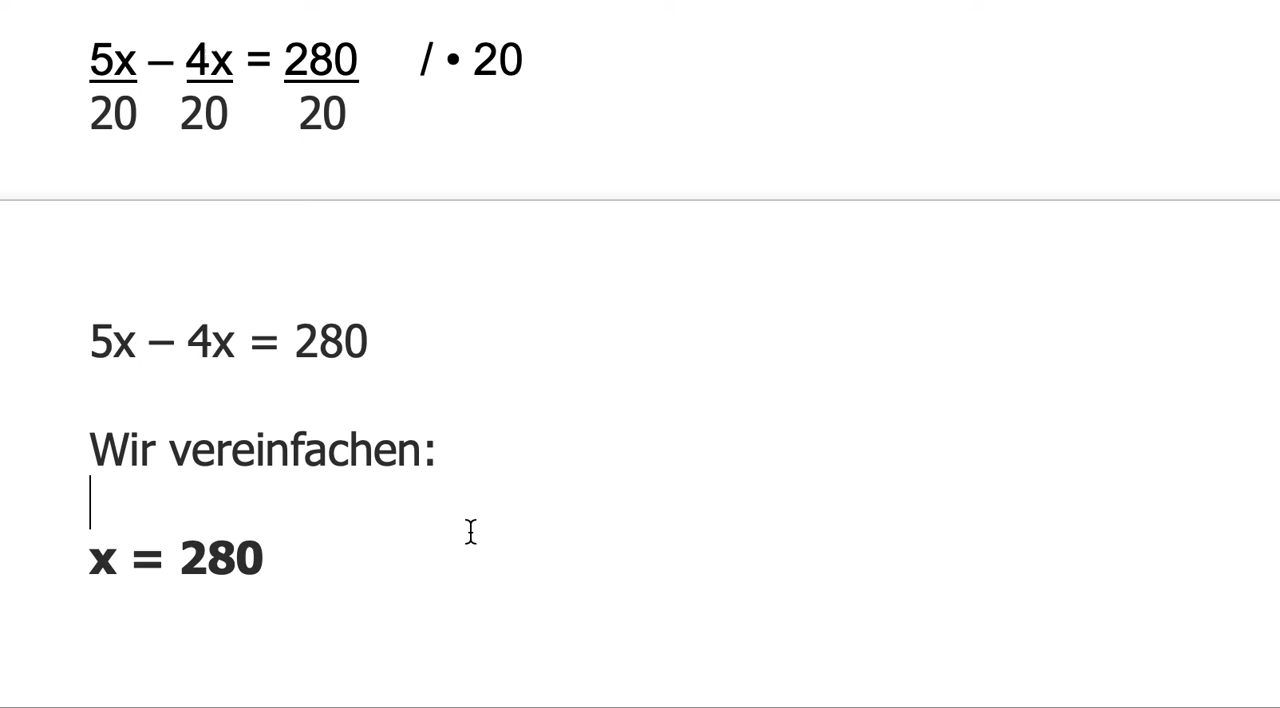 5x – 4x = 280 / • 20
20 20 20
5x – 4x = 280
Wir vereinfachen:
x = 280